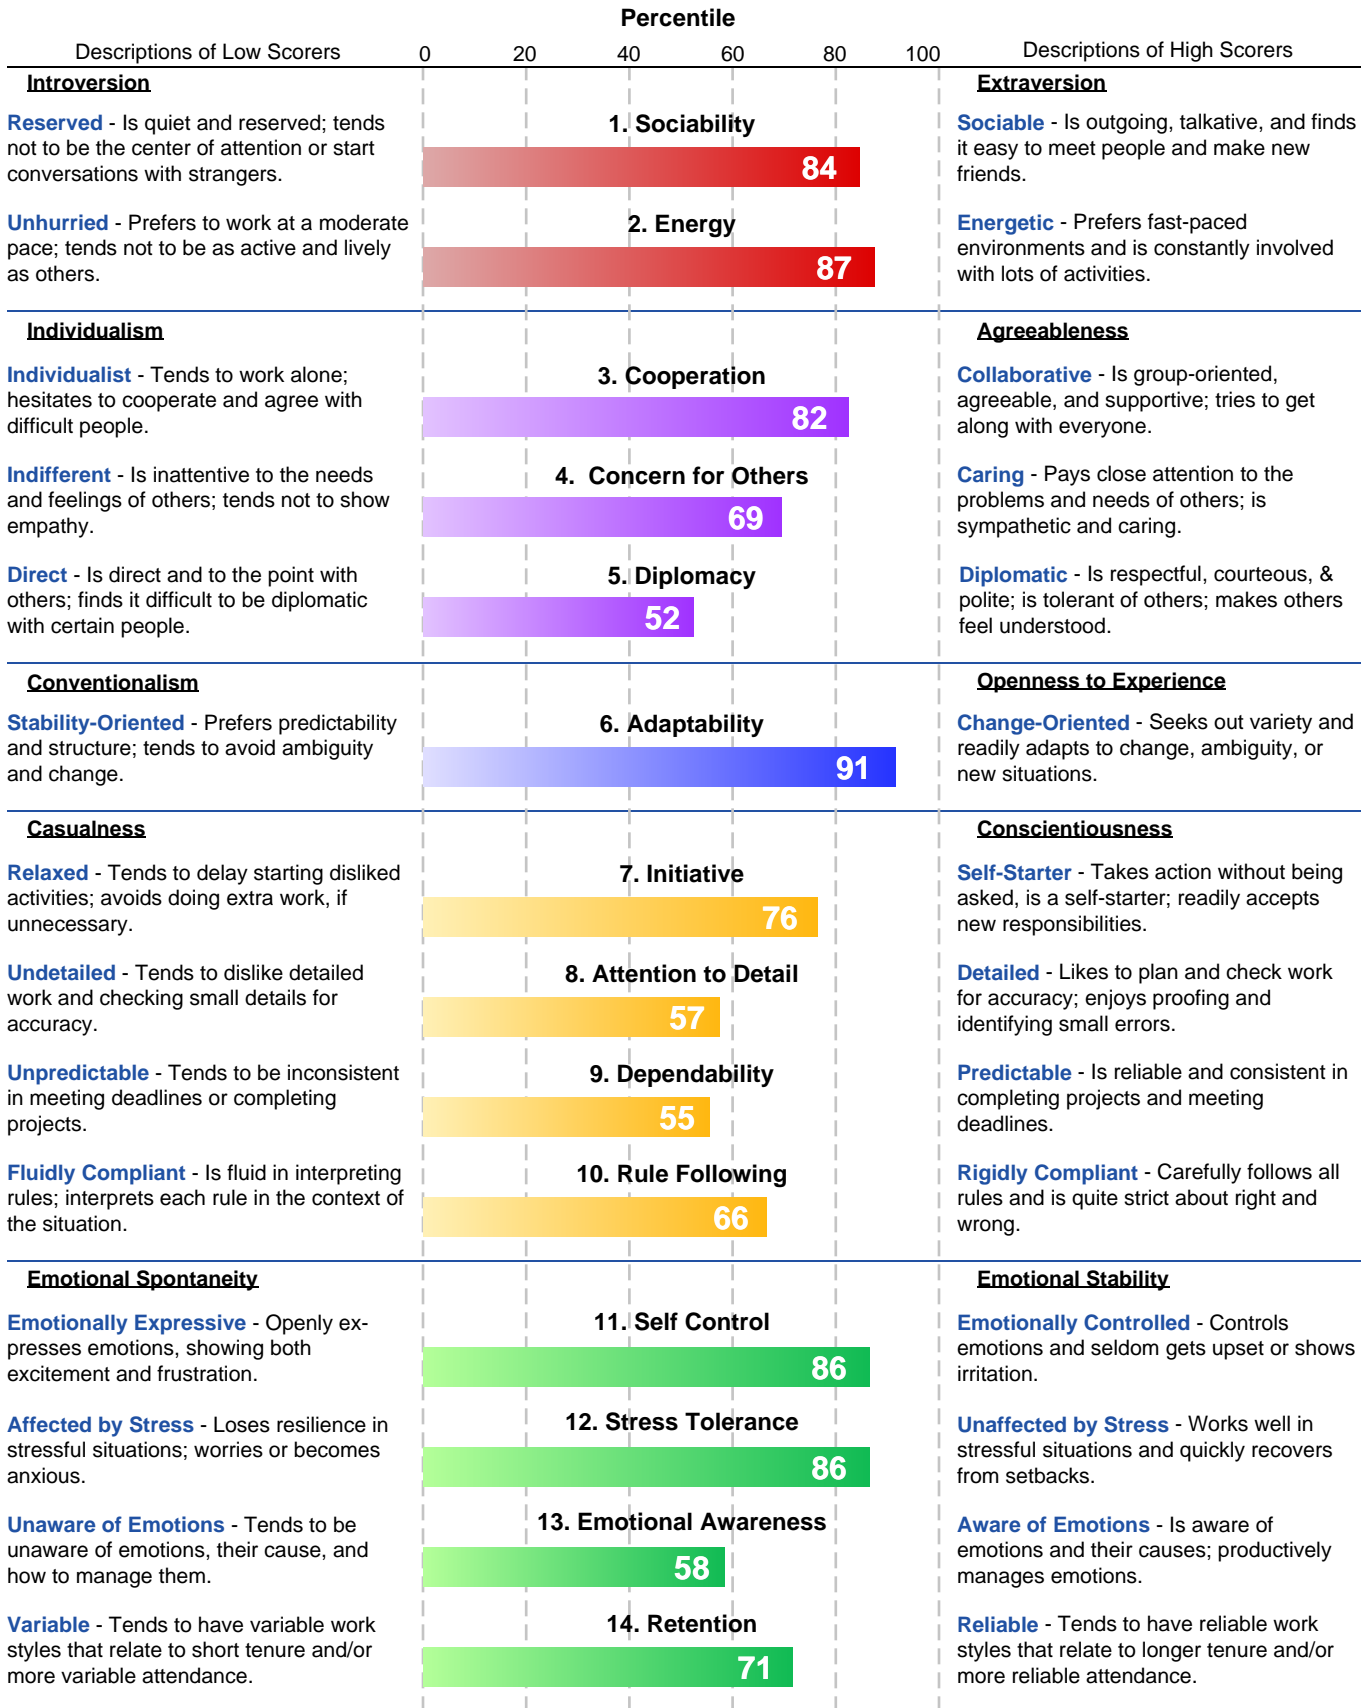 Percentile
Descriptions of Low Scorers 0 20 40 60 80 100 Descriptions of High Scorers
Introversion
Extraversion
Reserved - Is quiet and reserved; tends
not to be the center of attention or start
conversations with strangers.
1. Sociability
84
Sociable - Is outgoing, talkative, and finds
it easy to meet people and make new
friends.
Unhurried - Prefers to work at a moderate
pace; tends not to be as active and lively
as others.
2. Energy
87
Energetic - Prefers fast-paced
environments and is constantly involved
with lots of activities.
Individualism
Agreeableness
Individualist - Tends to work alone;
hesitates to cooperate and agree with
difficult people.
3. Cooperation
82
Collaborative - Is group-oriented,
agreeable, and supportive; tries to get
along with everyone.
Indifferent - Is inattentive to the needs
and feelings of others; tends not to show
empathy.
4. Concern for Others
69
Caring - Pays close attention to the
problems and needs of others; is
sympathetic and caring.
Direct - Is direct and to the point with
others; finds it difficult to be diplomatic
with certain people.
5. Diplomacy
52
Diplomatic - Is respectful, courteous, &
polite; is tolerant of others; makes others
feel understood.
Conventionalism
Openness to Experience
Stability-Oriented - Prefers predictability
and structure; tends to avoid ambiguity
and change.
6. Adaptability
91
Change-Oriented - Seeks out variety and
readily adapts to change, ambiguity, or
new situations.
Casualness
Conscientiousness
Relaxed - Tends to delay starting disliked
activities; avoids doing extra work, if
unnecessary.
7. Initiative
76
Self-Starter - Takes action without being
asked, is a self-starter; readily accepts
new responsibilities.
Undetailed - Tends to dislike detailed
work and checking small details for
accuracy.
8. Attention to Detail
57
Detailed - Likes to plan and check work
for accuracy; enjoys proofing and
identifying small errors.
Unpredictable - Tends to be inconsistent
in meeting deadlines or completing
projects.
9. Dependability
55
Predictable - Is reliable and consistent in
completing projects and meeting
deadlines.
Fluidly Compliant - Is fluid in interpreting
rules; interprets each rule in the context of
the situation.
10. Rule Following
66
Rigidly Compliant - Carefully follows all
rules and is quite strict about right and
wrong.
Emotional Spontaneity
Emotional Stability
Emotionally Expressive - Openly ex-
presses emotions, showing both
excitement and frustration.
11. Self Control
86
Emotionally Controlled - Controls
emotions and seldom gets upset or shows
irritation.
Affected by Stress - Loses resilience in
stressful situations; worries or becomes
anxious.
12. Stress Tolerance
86
Unaffected by Stress - Works well in
stressful situations and quickly recovers
from setbacks.
Unaware of Emotions - Tends to be
unaware of emotions, their cause, and
how to manage them.
13. Emotional Awareness
58
Aware of Emotions - Is aware of
emotions and their causes; productively
manages emotions.
Variable - Tends to have variable work
styles that relate to short tenure and/or
more variable attendance.
14. Retention
71
Reliable - Tends to have reliable work
styles that relate to longer tenure and/or
more reliable attendance.